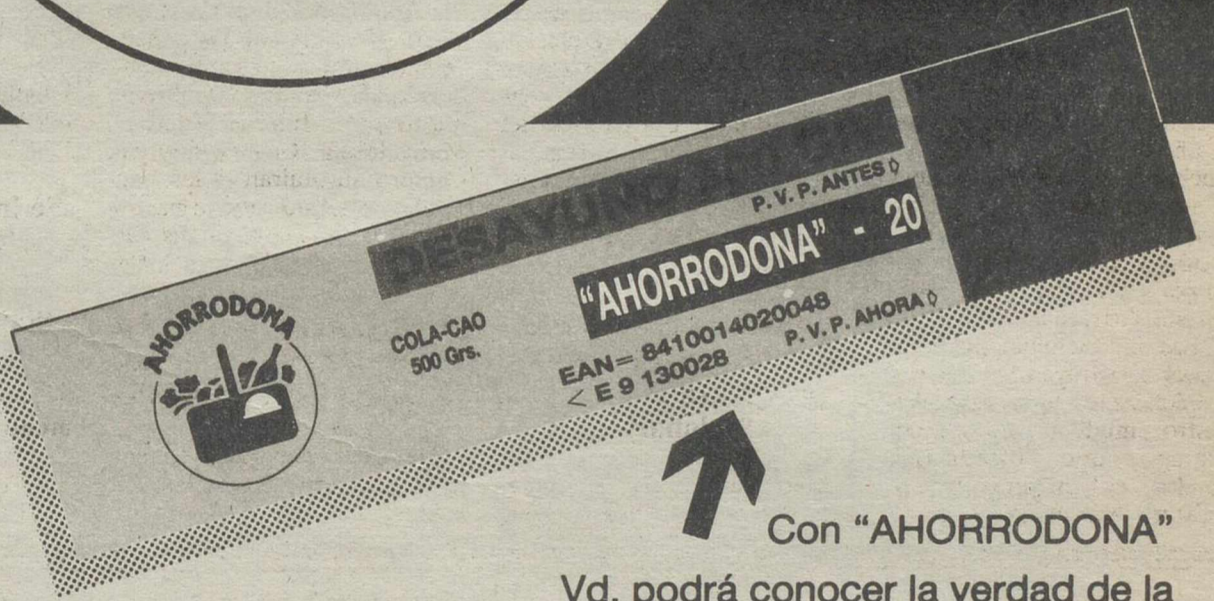 DESAYUNO
P. V. P. ANTES ◊
"AHORRODONA" - 20
AHORRODONA
COLA-CAO
500 Grs.
EAN= 8410014020048
< E 9 130028 P. V. P. AHORA ◊
Con "AHORRODONA"
Vd. podrá conocer la verdad de la